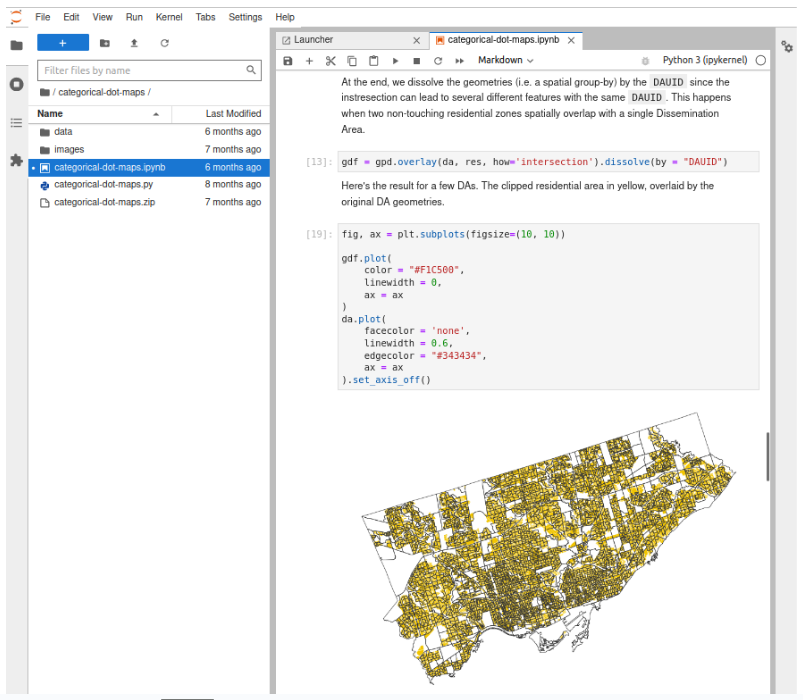 File Edit View Run Kernel Tabs Settings Help
Filter files by name
/ categorical-dot-maps /
Name Last Modified
data 6 months ago
images 7 months ago
categorical-dot-maps.ipynb 6 months ago
categorical-dot-maps.py 8 months ago
categorical-dot-maps.zip 7 months ago
Launcher categorical-dot-maps.ipynb
Markdown Python 3 (ipykernel)
At the end, we dissolve the geometries (i.e. a spatial group-by) by the DAUID since the
instresection can lead to several different features with the same DAUID. This happens
when two non-touching residential zones spatially overlap with a single Dissemination
Area.
[13]: gdf = gpd.overlay(da, res, how='intersection').dissolve(by = "DAUID")
Here's the result for a few DAs. The clipped residential area in yellow, overlaid by the
original DA geometries.
[19]: fig, ax = plt.subplots(figsize=(10, 10))
gdf.plot(
color = "#F1C500",
linewidth = 0,
ax = ax
)
da.plot(
facecolor = 'none',
linewidth = 0.6,
edgecolor = "#343434",
ax = ax
).set_axis_off()